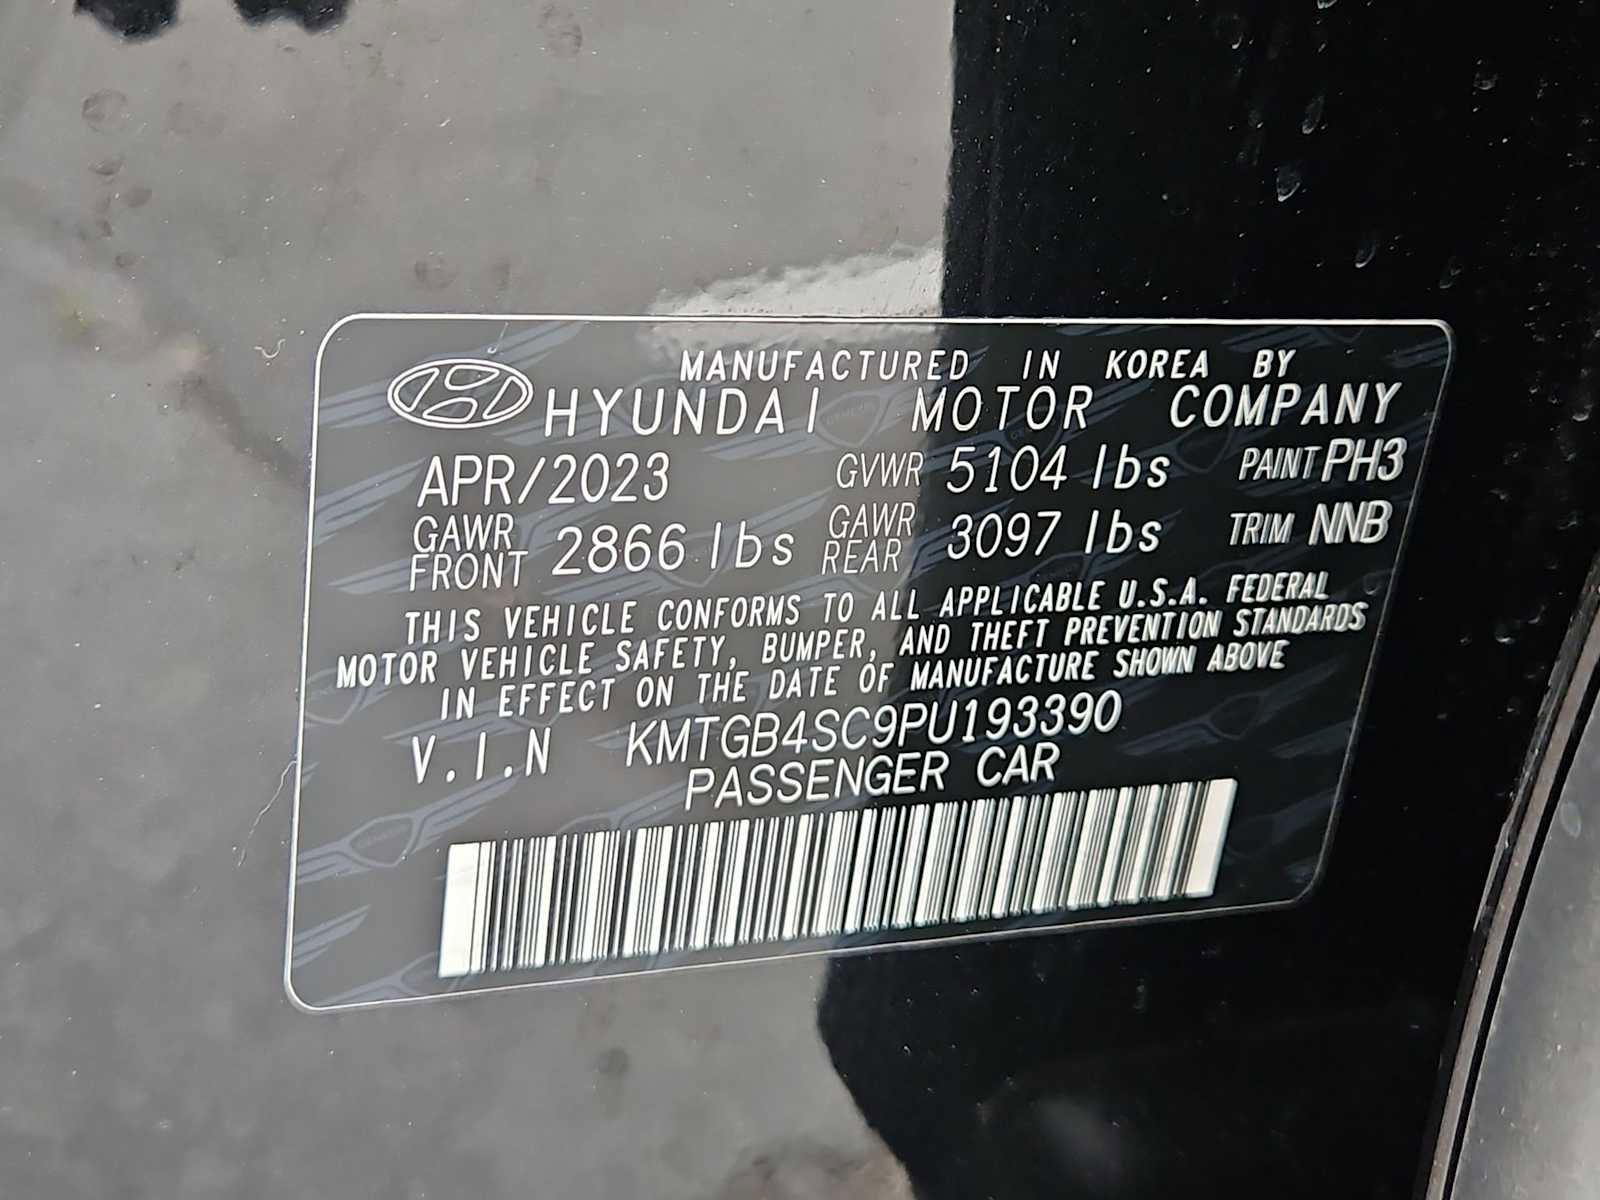 MANUFACTURED IN KOREA BY
HYUNDAI MOTOR COMPANY
APR/2023 GVWR 5104 lbs PAINT PH3
GAWR FRONT 2866 lbs GAWR REAR 3097 lbs TRIM NNB
THIS VEHICLE CONFORMS TO ALL APPLICABLE U.S.A. FEDERAL
MOTOR VEHICLE SAFETY, BUMPER, AND THEFT PREVENTION STANDARDS
IN EFFECT ON THE DATE OF MANUFACTURE SHOWN ABOVE
V.I.N KMTGB4SC9PU193390
PASSENGER CAR